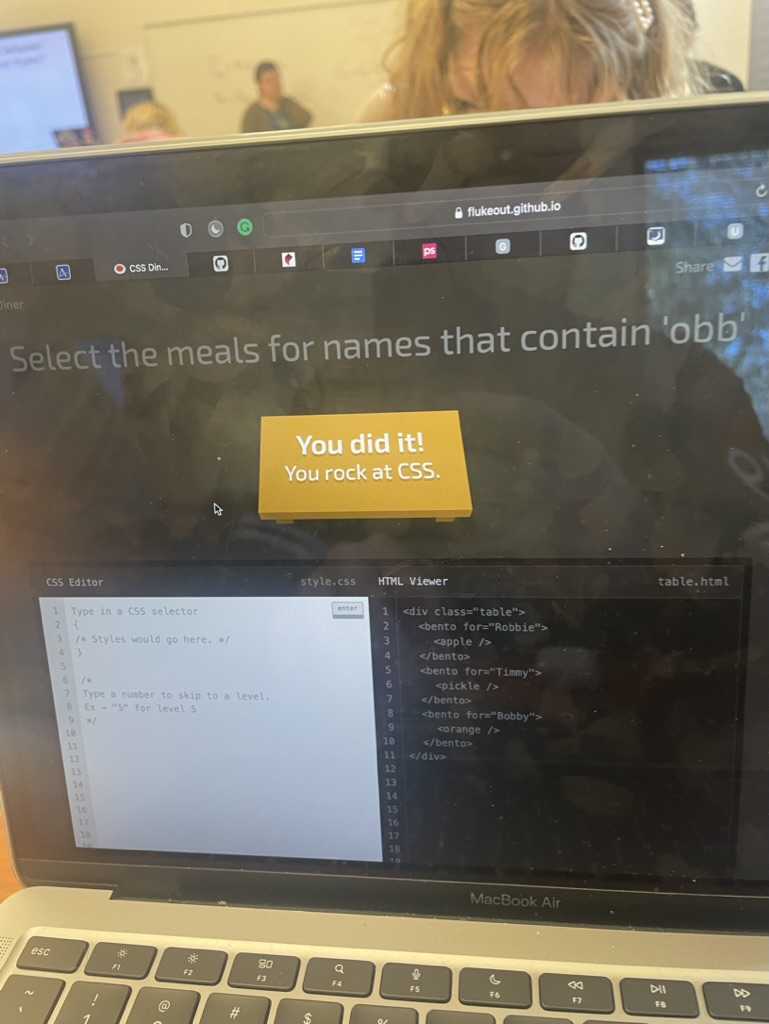 flukeout.github.io
CSS Din...
Share
Diner
Select the meals for names that contain 'obb'
You did it!
You rock at CSS.
CSS Editor
style.css
HTML Viewer
table.html
1 Type in a CSS selector
enter
2 {
3 /* Styles would go here. */
4 }
5
6 /*
7 Type a number to skip to a level.
8 Ex → "5" for level 5
9 */
10
11
12
13
14
15
16
17
18
1 <div class="table">
2 <bento for="Robbie">
3 <apple />
4 </bento>
5 <bento for="Timmy">
6 <pickle />
7 </bento>
8 <bento for="Bobby">
9 <orange />
10 </bento>
11 </div>
12
13
14
15
16
17
18
MacBook Air
esc
F1
F2
F3
F4
F5
F6
F7
F8
F9
~
!
1
@
#
$
%